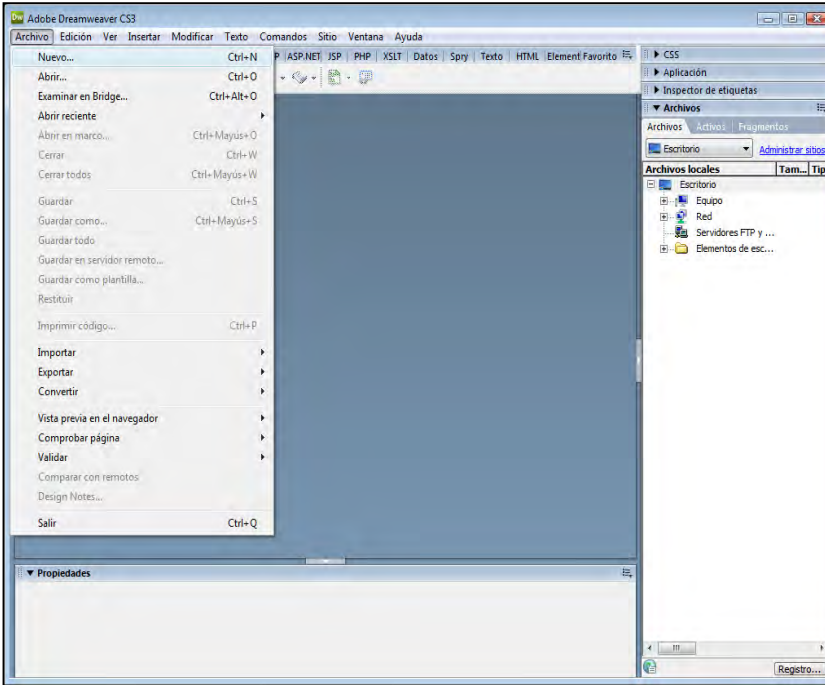 Dw Adobe Dreamweaver CS3
Archivo Edición Ver Insertar Modificar Texto Comandos Sitio Ventana Ayuda
P ASP.NET JSP PHP XSLT Datos Spry Texto HTML Element Favorito
Nuevo... Ctrl+N
Abrir... Ctrl+O
Examinar en Bridge... Ctrl+Alt+O
Abrir reciente
Abrir en marco... Ctrl+Mayús+O
Cerrar Ctrl+W
Cerrar todos Ctrl+Mayús+W
Guardar Ctrl+S
Guardar como... Ctrl+Mayús+S
Guardar todo
Guardar en servidor remoto...
Guardar como plantilla...
Restituir
Imprimir código... Ctrl+P
Importar
Exportar
Convertir
Vista previa en el navegador
Comprobar página
Validar
Comparar con remotos
Design Notes...
Salir Ctrl+Q
Propiedades
CSS
Aplicación
Inspector de etiquetas
Archivos
Archivos Activos Fragmentos
Escritorio Administrar sitios
Archivos locales Tam... Tip
Escritorio
Equipo
Red
Servidores FTP y ...
Elementos de esc...
Registro...